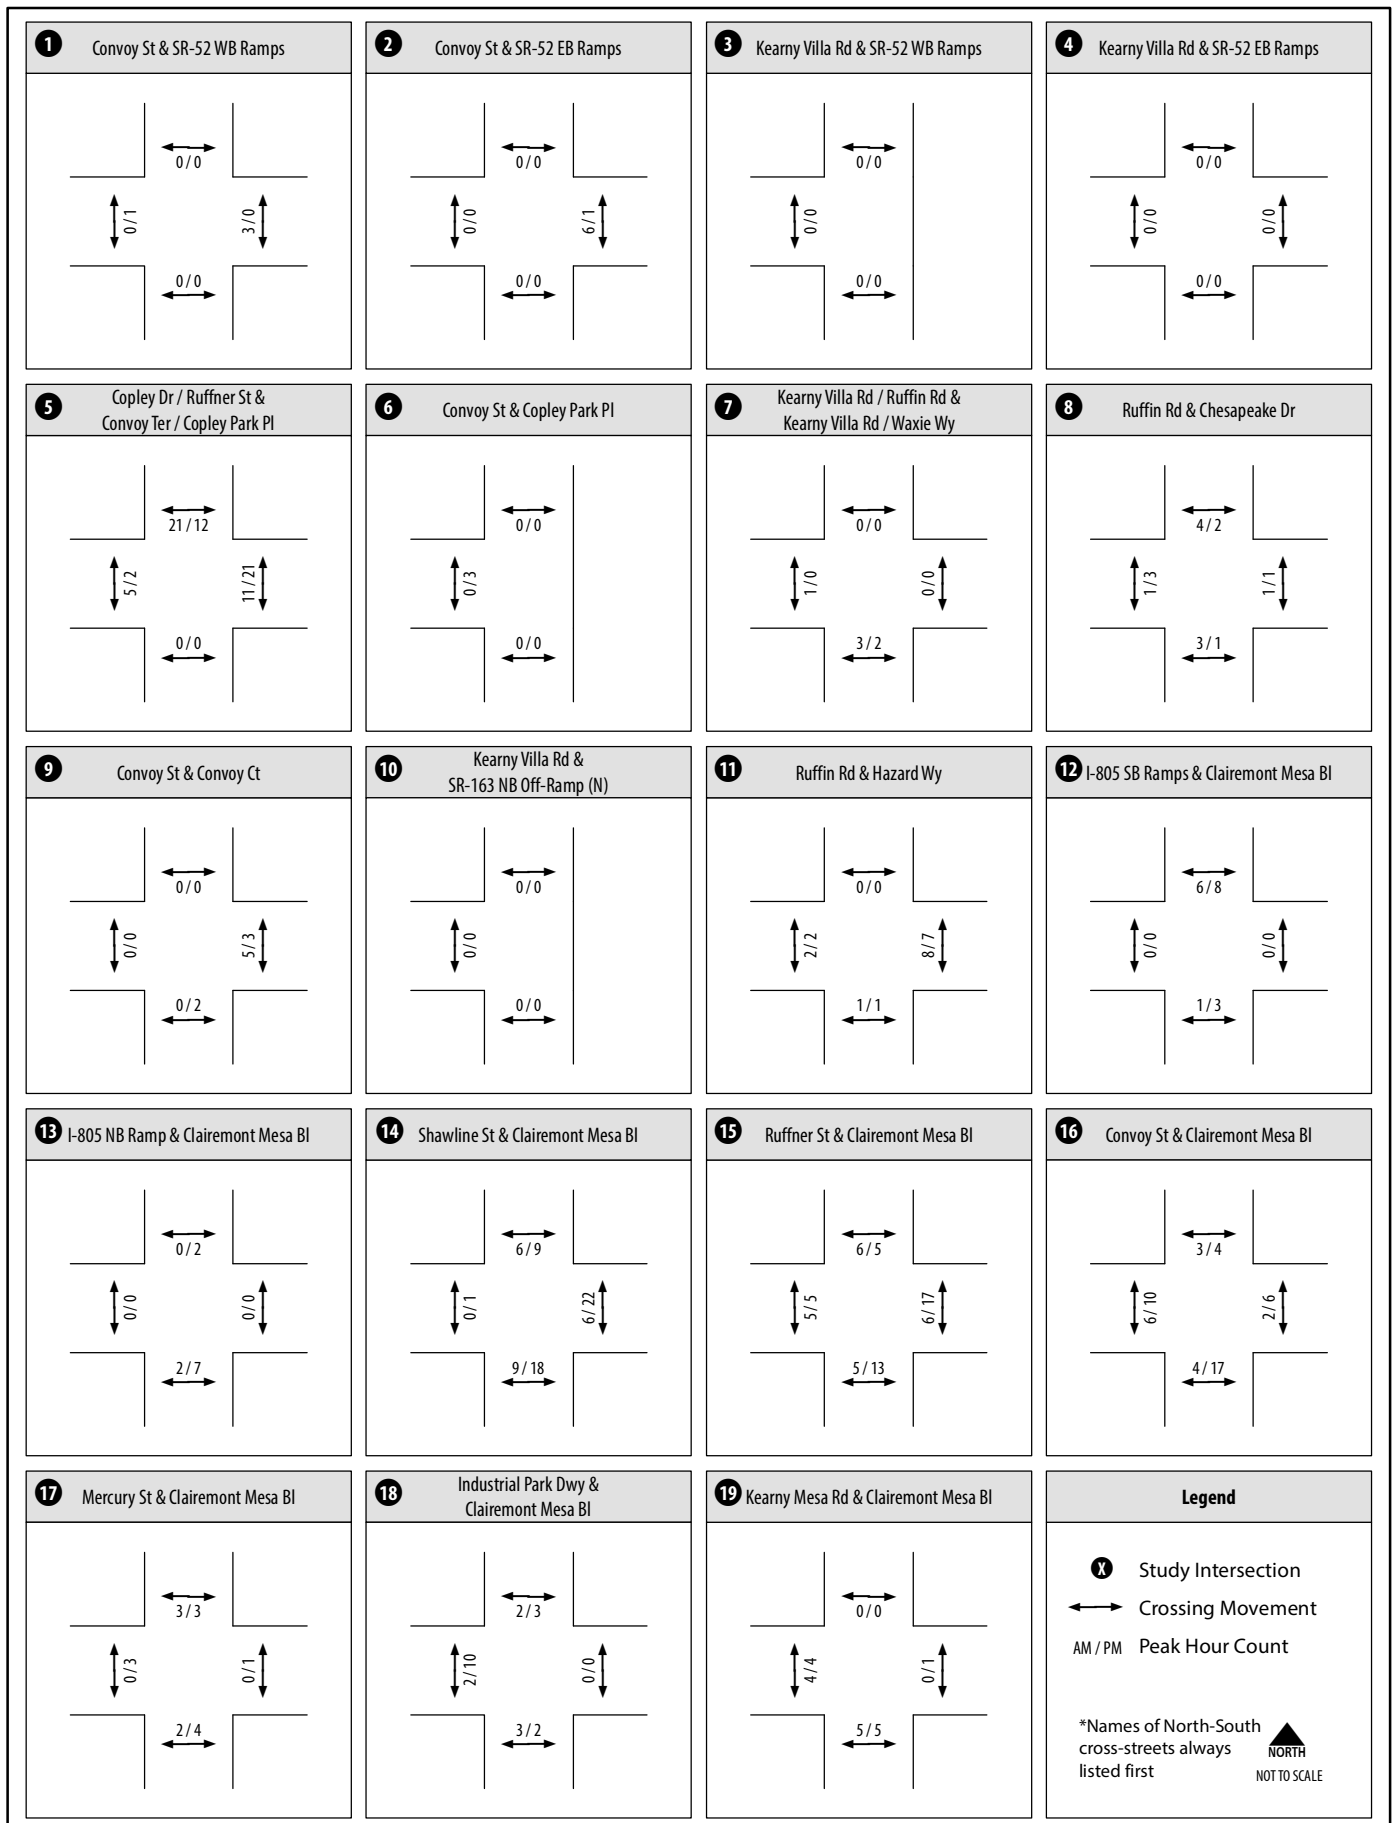 1 Convoy St & SR-52 WB Ramps
0 / 0
0 / 1
3 / 0
0 / 0
2 Convoy St & SR-52 EB Ramps
0 / 0
0 / 0
6 / 1
0 / 0
3 Kearny Villa Rd & SR-52 WB Ramps
0 / 0
0 / 0
0 / 0
4 Kearny Villa Rd & SR-52 EB Ramps
0 / 0
0 / 0
0 / 0
0 / 0
5 Copley Dr / Ruffner St &
Convoy Ter / Copley Park Pl
21 / 12
5 / 2
11 / 21
0 / 0
6 Convoy St & Copley Park Pl
0 / 0
0 / 3
0 / 0
7 Kearny Villa Rd / Ruffin Rd &
Kearny Villa Rd / Waxie Wy
0 / 0
1 / 0
0 / 0
3 / 2
8 Ruffin Rd & Chesapeake Dr
4 / 2
1 / 3
1 / 1
3 / 1
9 Convoy St & Convoy Ct
0 / 0
0 / 0
5 / 3
0 / 2
10 Kearny Villa Rd &
SR-163 NB Off-Ramp (N)
0 / 0
0 / 0
0 / 0
11 Ruffin Rd & Hazard Wy
0 / 0
2 / 2
8 / 7
1 / 1
12 I-805 SB Ramps & Clairemont Mesa Bl
6 / 8
0 / 0
0 / 0
1 / 3
13 I-805 NB Ramp & Clairemont Mesa Bl
0 / 2
0 / 0
0 / 0
2 / 7
14 Shawline St & Clairemont Mesa Bl
6 / 9
0 / 1
6 / 22
9 / 18
15 Ruffner St & Clairemont Mesa Bl
6 / 5
5 / 5
6 / 17
5 / 13
16 Convoy St & Clairemont Mesa Bl
3 / 4
6 / 10
2 / 6
4 / 17
17 Mercury St & Clairemont Mesa Bl
3 / 3
0 / 3
0 / 1
2 / 4
18 Industrial Park Dwy &
Clairemont Mesa Bl
2 / 3
2 / 10
0 / 0
3 / 2
19 Kearny Mesa Rd & Clairemont Mesa Bl
0 / 0
4 / 4
0 / 1
5 / 5
Legend
X Study Intersection
Crossing Movement
AM / PM Peak Hour Count
*Names of North-South
cross-streets always
listed first
NORTH
NOT TO SCALE